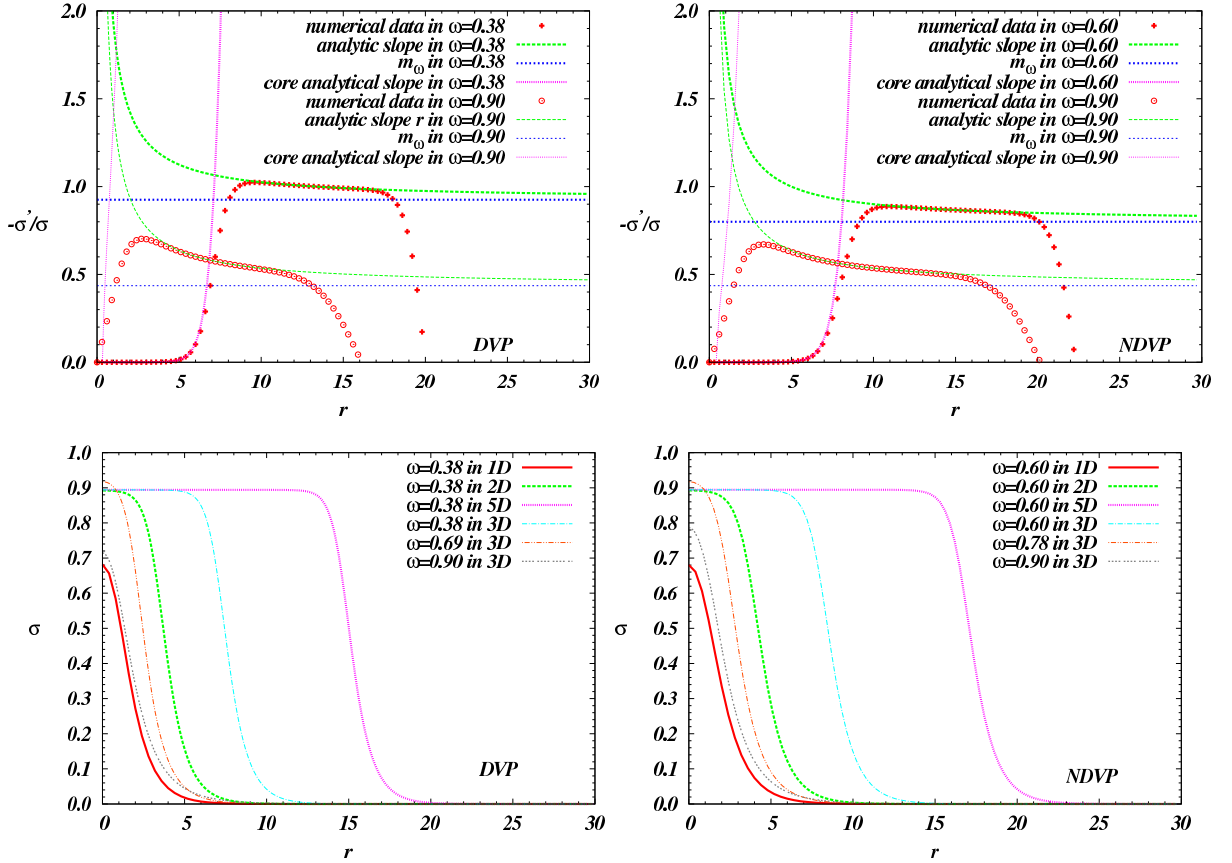 2.0
1.5
1.0
0.5
0.0
-σ'/σ
numerical data in ω=0.38
analytic slope in ω=0.38
mω in ω=0.38
core analytical slope in ω=0.38
numerical data in ω=0.90
analytic slope r in ω=0.90
mω in ω=0.90
core analytical slope in ω=0.90
DVP
0 5 10 15 20 25 30
r
2.0
1.5
1.0
0.5
0.0
-σ'/σ
numerical data in ω=0.60
analytic slope in ω=0.60
mω in ω=0.60
core analytical slope in ω=0.60
numerical data in ω=0.90
analytic slope in ω=0.90
mω in ω=0.90
core analytical slope in ω=0.90
NDVP
0 5 10 15 20 25 30
r
1.0
0.9
0.8
0.7
0.6
0.5
0.4
0.3
0.2
0.1
0.0
σ
ω=0.38 in 1D
ω=0.38 in 2D
ω=0.38 in 5D
ω=0.38 in 3D
ω=0.69 in 3D
ω=0.90 in 3D
DVP
0 5 10 15 20 25 30
r
1.0
0.9
0.8
0.7
0.6
0.5
0.4
0.3
0.2
0.1
0.0
σ
ω=0.60 in 1D
ω=0.60 in 2D
ω=0.60 in 5D
ω=0.60 in 3D
ω=0.78 in 3D
ω=0.90 in 3D
NDVP
0 5 10 15 20 25 30
r